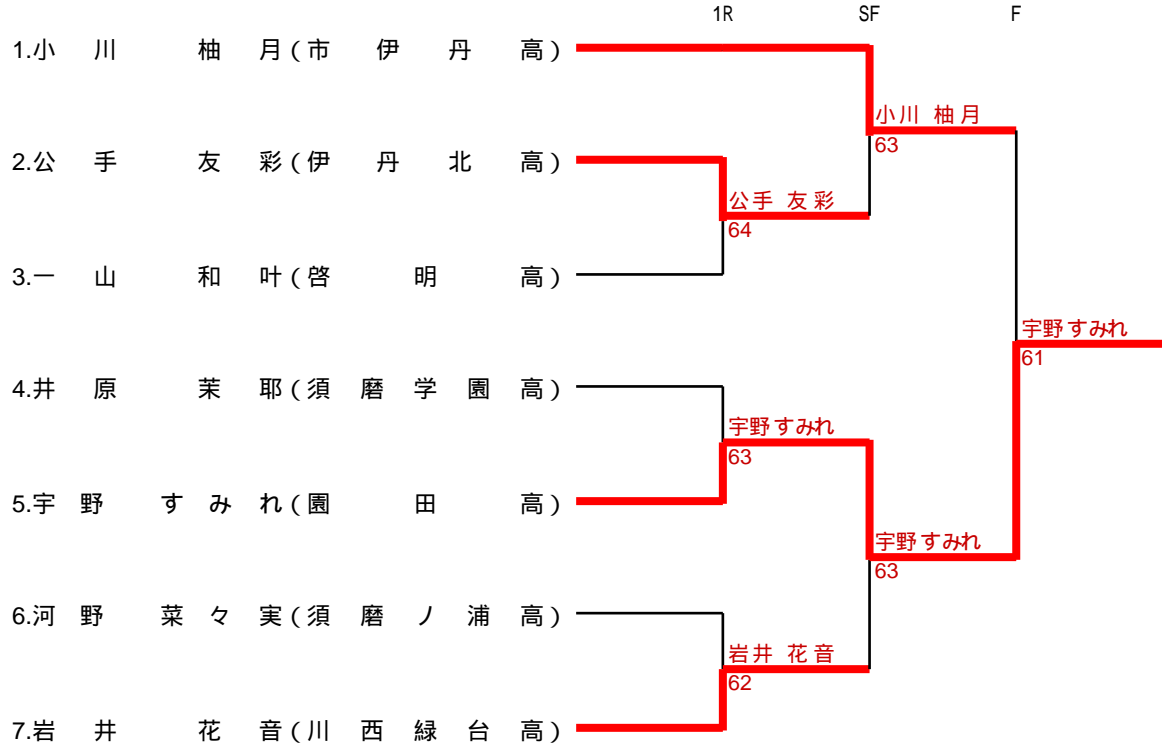 1R SF F
1.小川 柚月(市伊丹高)
小川 柚月
63
2.公手 友彩(伊丹北高)
公手 友彩
64
3.一山 和叶(啓明高)
宇野すみれ
61
4.井原 茉耶(須磨学園高)
宇野すみれ
63
5.宇野 すみれ(園田高)
宇野すみれ
63
6.河野 菜々実(須磨ノ浦高)
岩井 花音
62
7.岩井 花音(川西緑台高)